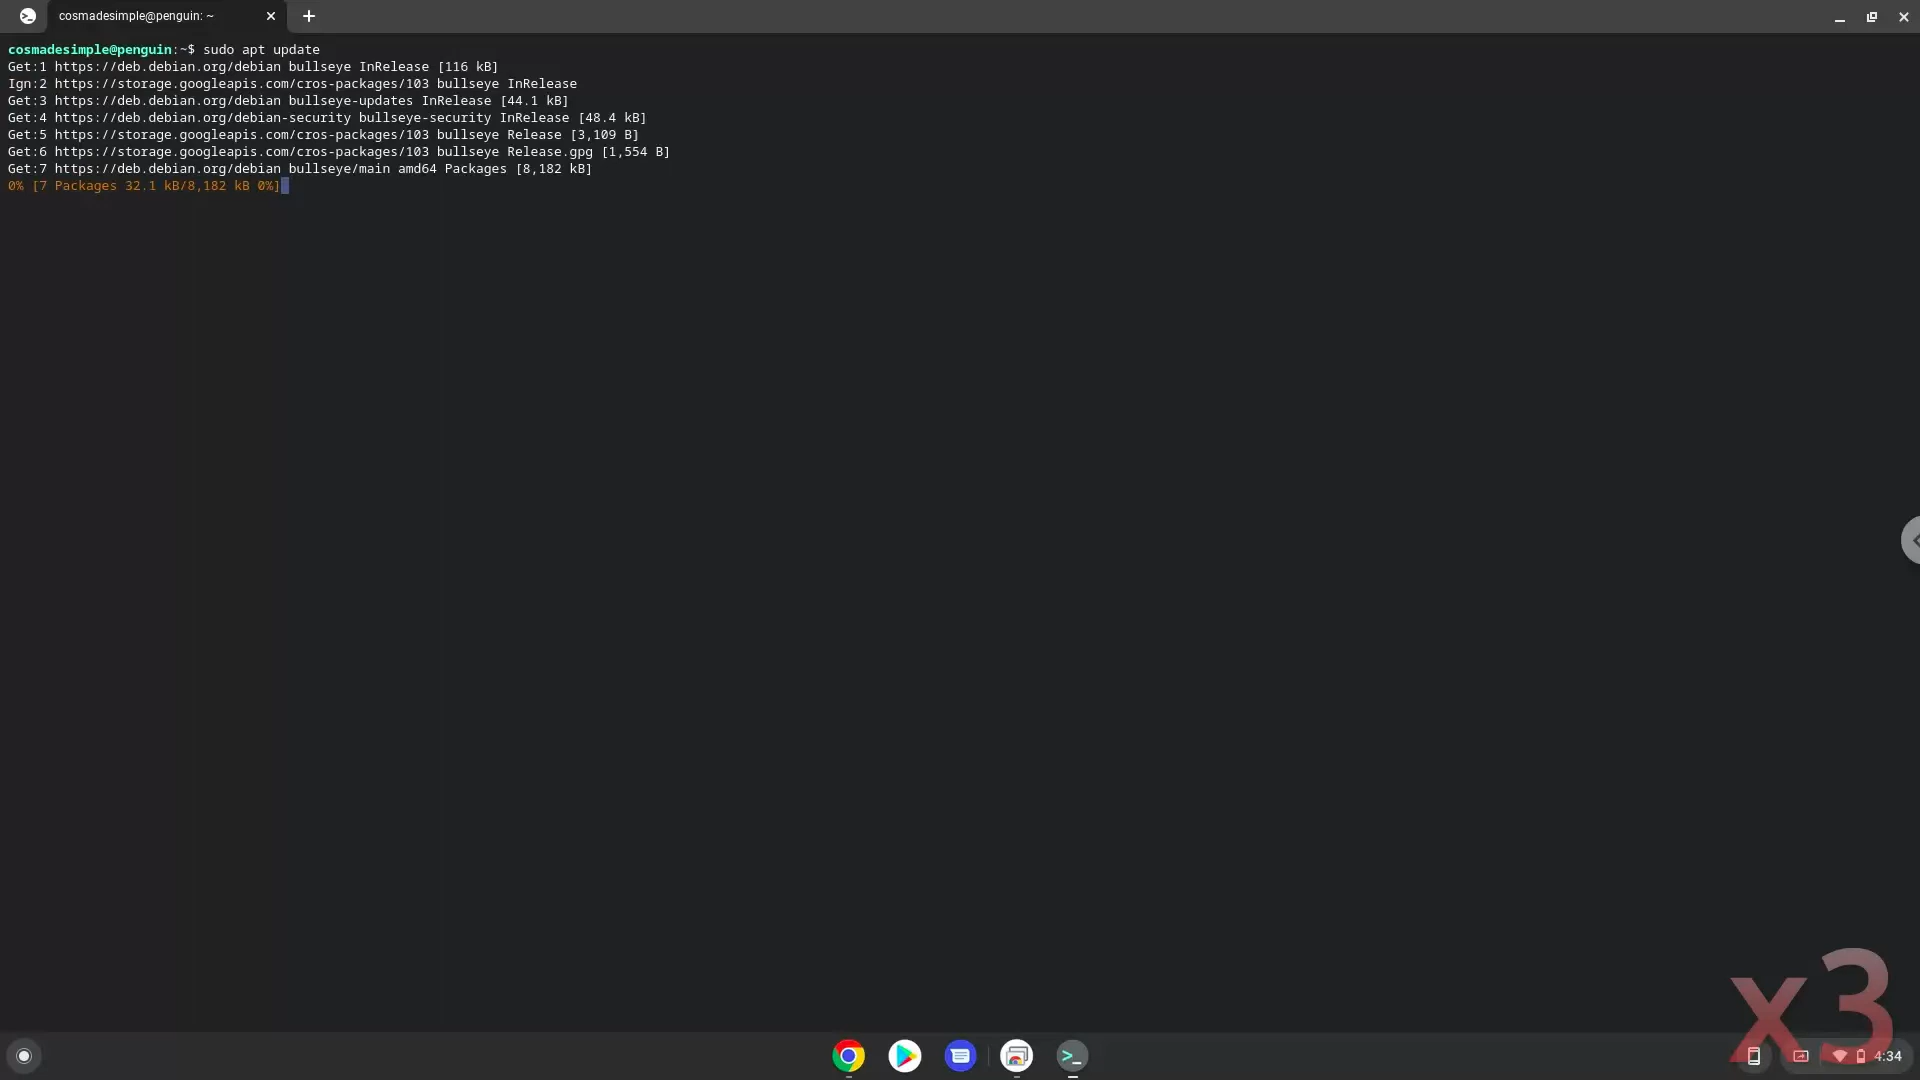 cosmadesimple@penguin: ~
cosmadesimple@penguin:~$ sudo apt update
Get:1 https://deb.debian.org/debian bullseye InRelease [116 kB]
Ign:2 https://storage.googleapis.com/cros-packages/103 bullseye InRelease
Get:3 https://deb.debian.org/debian bullseye-updates InRelease [44.1 kB]
Get:4 https://deb.debian.org/debian-security bullseye-security InRelease [48.4 kB]
Get:5 https://storage.googleapis.com/cros-packages/103 bullseye Release [3,109 B]
Get:6 https://storage.googleapis.com/cros-packages/103 bullseye Release.gpg [1,554 B]
Get:7 https://deb.debian.org/debian bullseye/main amd64 Packages [8,182 kB]
0% [7 Packages 32.1 kB/8,182 kB 0%]
x3
4:34